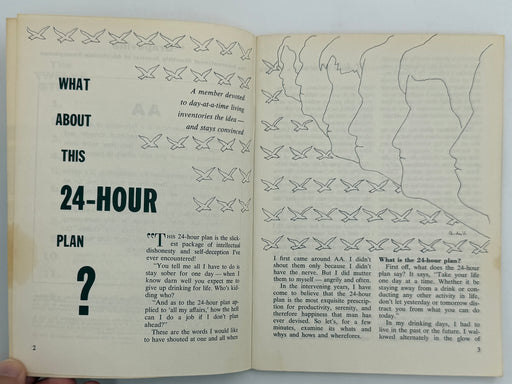 WHAT
ABOUT
THIS
24-HOUR
PLAN
?
A member devoted
to day-at-a-time living
inventories the idea—
and stays convinced
"THIS 24-hour plan is the slick-
est package of intellectual
dishonesty and self-deception I've
ever encountered!
"You tell me all I have to do is
stay sober for one day — when I
know darn well you expect me to
give up drinking for life. Who's kid-
ding who?
"And as to the 24-hour plan ap-
plied to 'all my affairs,' how the hell
can I do a job if I don't plan
ahead?"
These are the words I would like
to have shouted at one and all when
2
I first came around AA. I didn't
shout them only because I didn't
have the nerve. But I did mutter
them to myself — angrily and often.
In the intervening years, I have
come to believe that the 24-hour
plan is the most exquisite prescrip-
tion for productivity, serenity, and
therefore happiness that man has
ever devised. So let's, for a few
minutes, examine its whats and
whys and hows and wherefores.
What is the 24-hour plan?
First off, what does the 24-hour
plan say? It says, "Take your life
one day at a time. Whether it be
staying away from a drink or con-
ducting any other activity in life,
don't let yesterday or tomorrow dis-
tract you from what you can do
today."
In my drinking days, I had to
live in the past or the future. I wal-
lowed alternately in the glow of
3